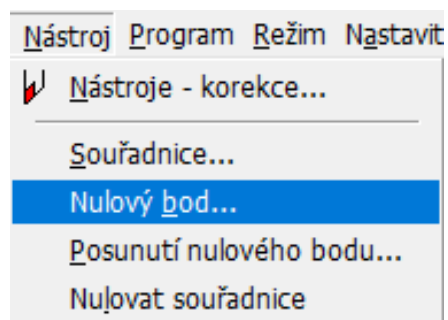 Nástroj Program Režim Nastavit
Nástroje - korekce...
Souřadnice...
Nulový bod...
Posunutí nulového bodu...
Nulovat souřadnice